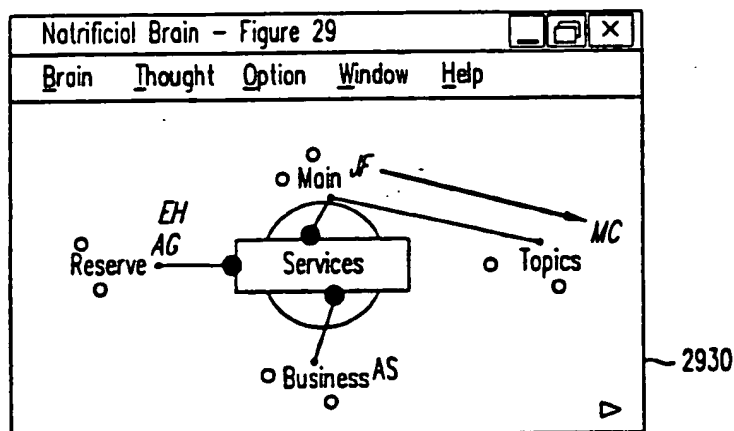 Natrificial Brain - Figure 29
Brain Thought Option Window Help
Main JF
EH
MC
AG
Reserve
Services
Topics
2930
Business AS